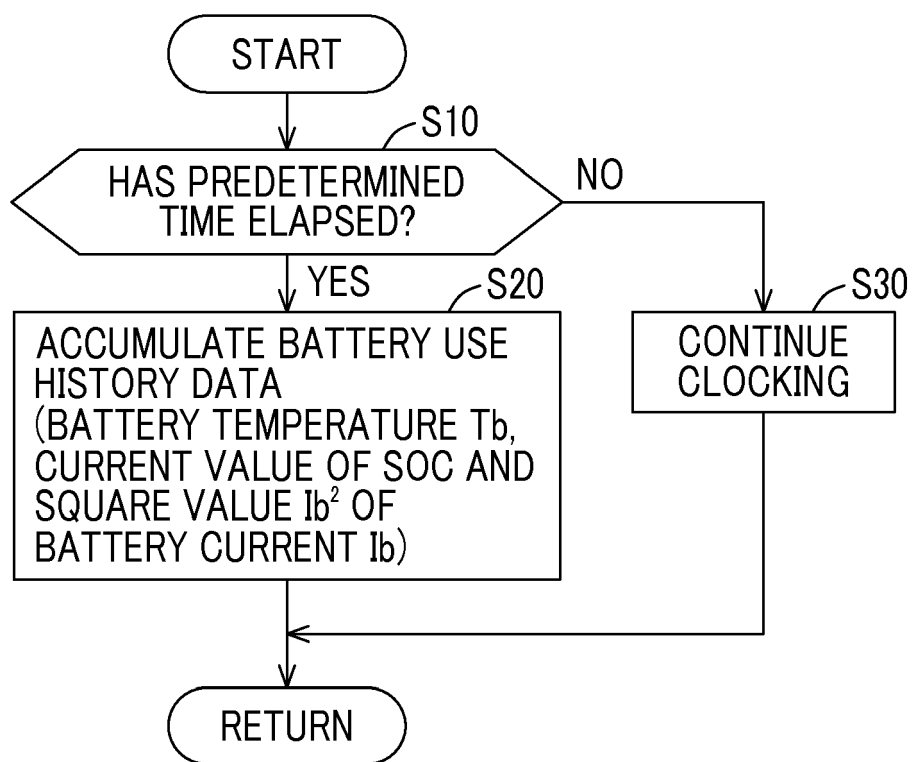 START
S10
HAS PREDETERMINED
TIME ELAPSED?
NO
YES
S20
ACCUMULATE BATTERY USE
HISTORY DATA
(BATTERY TEMPERATURE Tb,
CURRENT VALUE OF SOC AND
SQUARE VALUE Ib² OF
BATTERY CURRENT Ib)
S30
CONTINUE
CLOCKING
RETURN